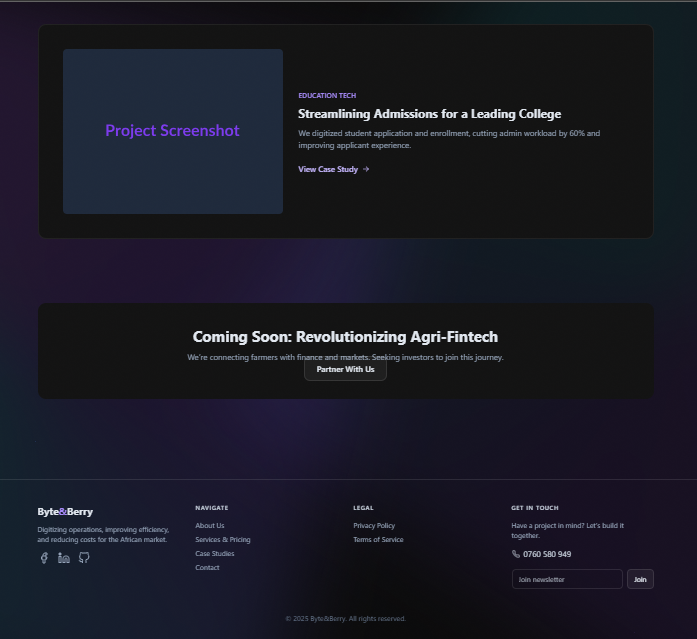 Project Screenshot
EDUCATION TECH
Streamlining Admissions for a Leading College
We digitized student application and enrollment, cutting admin workload by 60% and
improving applicant experience.
View Case Study →
Coming Soon: Revolutionizing Agri-Fintech
We're connecting farmers with finance and markets. Seeking investors to join this journey.
Partner With Us
Byte&Berry
Digitizing operations, improving efficiency,
and reducing costs for the African market.
NAVIGATE
About Us
Services & Pricing
Case Studies
Contact
LEGAL
Privacy Policy
Terms of Service
GET IN TOUCH
Have a project in mind? Let's build it
together.
0760 580 949
Join newsletter
Join
© 2025 Byte&Berry. All rights reserved.